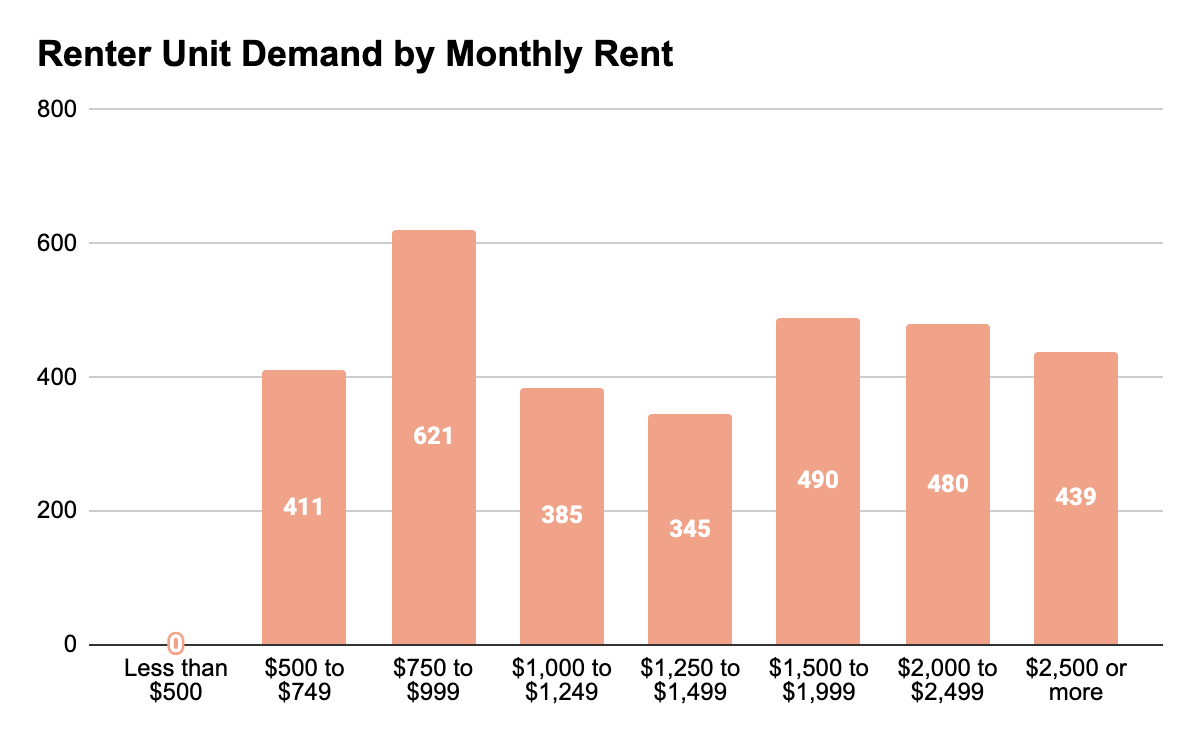 Renter Unit Demand by Monthly Rent
800
600
400
200
0
0
411
621
385
345
490
480
439
Less than
$500
$500 to
$749
$750 to
$999
$1,000 to
$1,249
$1,250 to
$1,499
$1,500 to
$1,999
$2,000 to
$2,499
$2,500 or
more